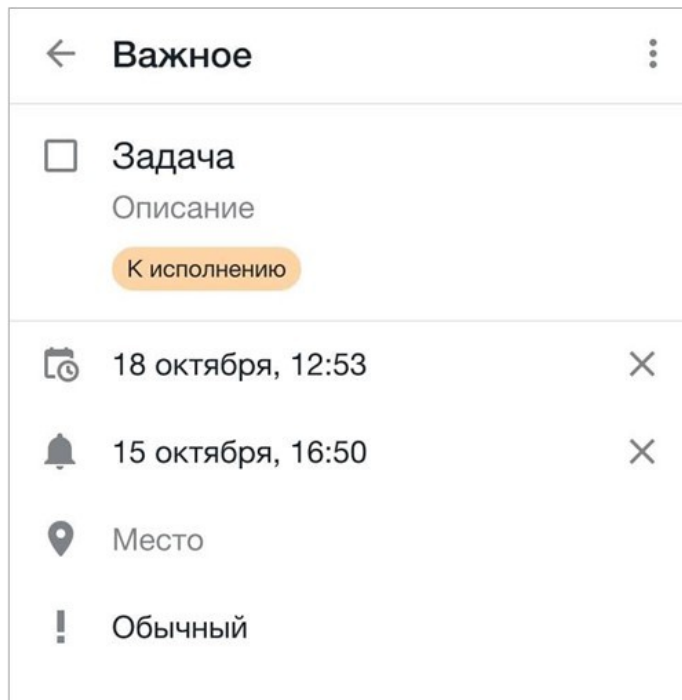 Важное
Задача
Описание
К исполнению
18 октября, 12:53
15 октября, 16:50
Место
Обычный